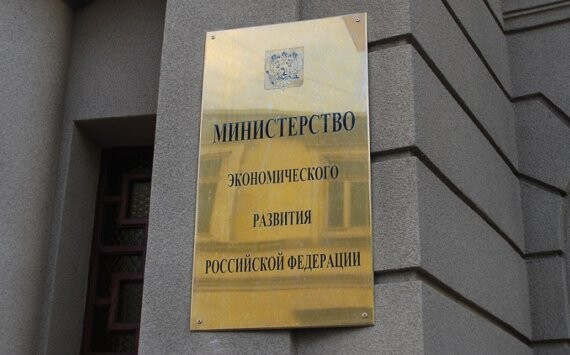 МИНИСТЕРСТВО
ЭКОНОМИЧЕСКОГО
РАЗВИТИЯ
РОССИЙСКОЙ ФЕДЕРАЦИИ